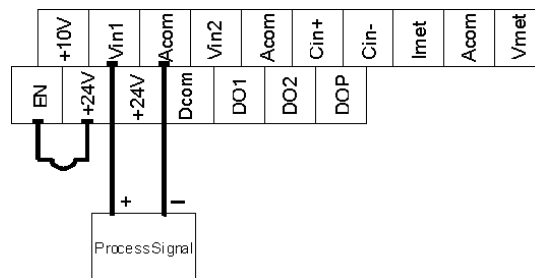 +10V Vin1 Acom Vin2 Acom Cin+ Cin- Imet Acom Vmet
EN +24V +24V Dcom DO1 DO2 DOP
+ −
ProcessSignal